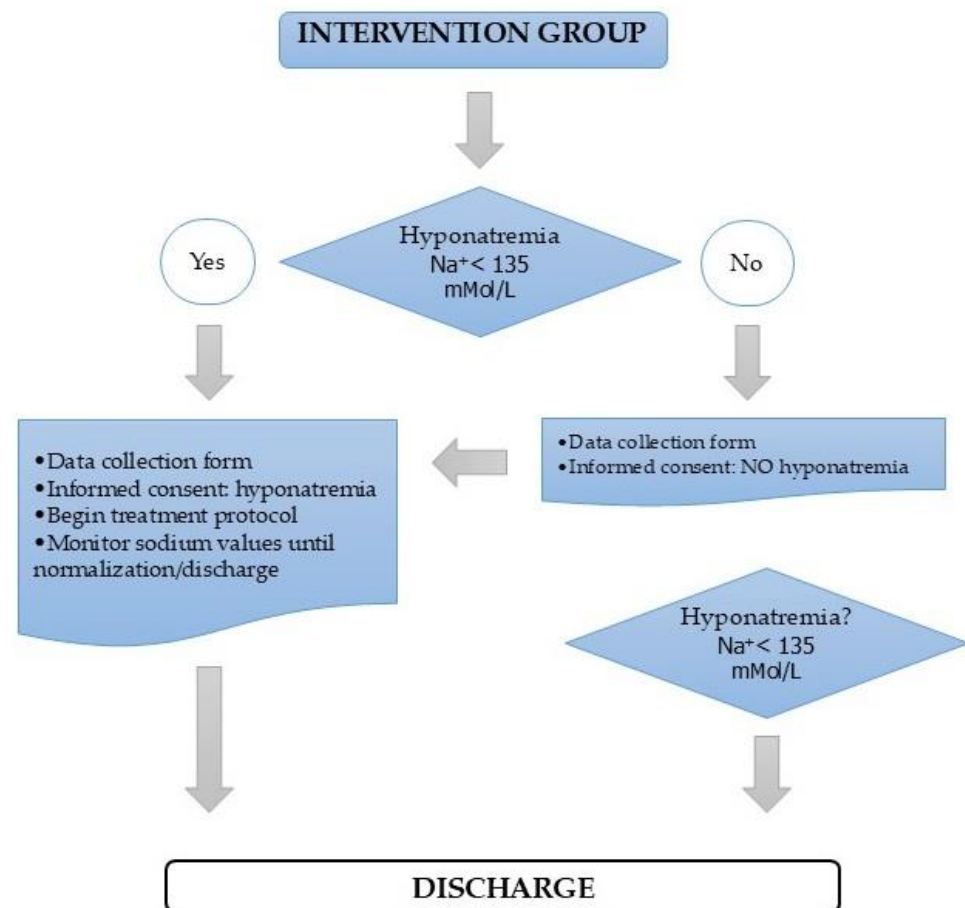 INTERVENTION GROUP
Hyponatremia
Na⁺< 135
mMol/L
Yes
No
•Data collection form
•Informed consent: hyponatremia
•Begin treatment protocol
•Monitor sodium values until
normalization/discharge
•Data collection form
•Informed consent: NO hyponatremia
Hyponatremia?
Na⁺< 135
mMol/L
DISCHARGE